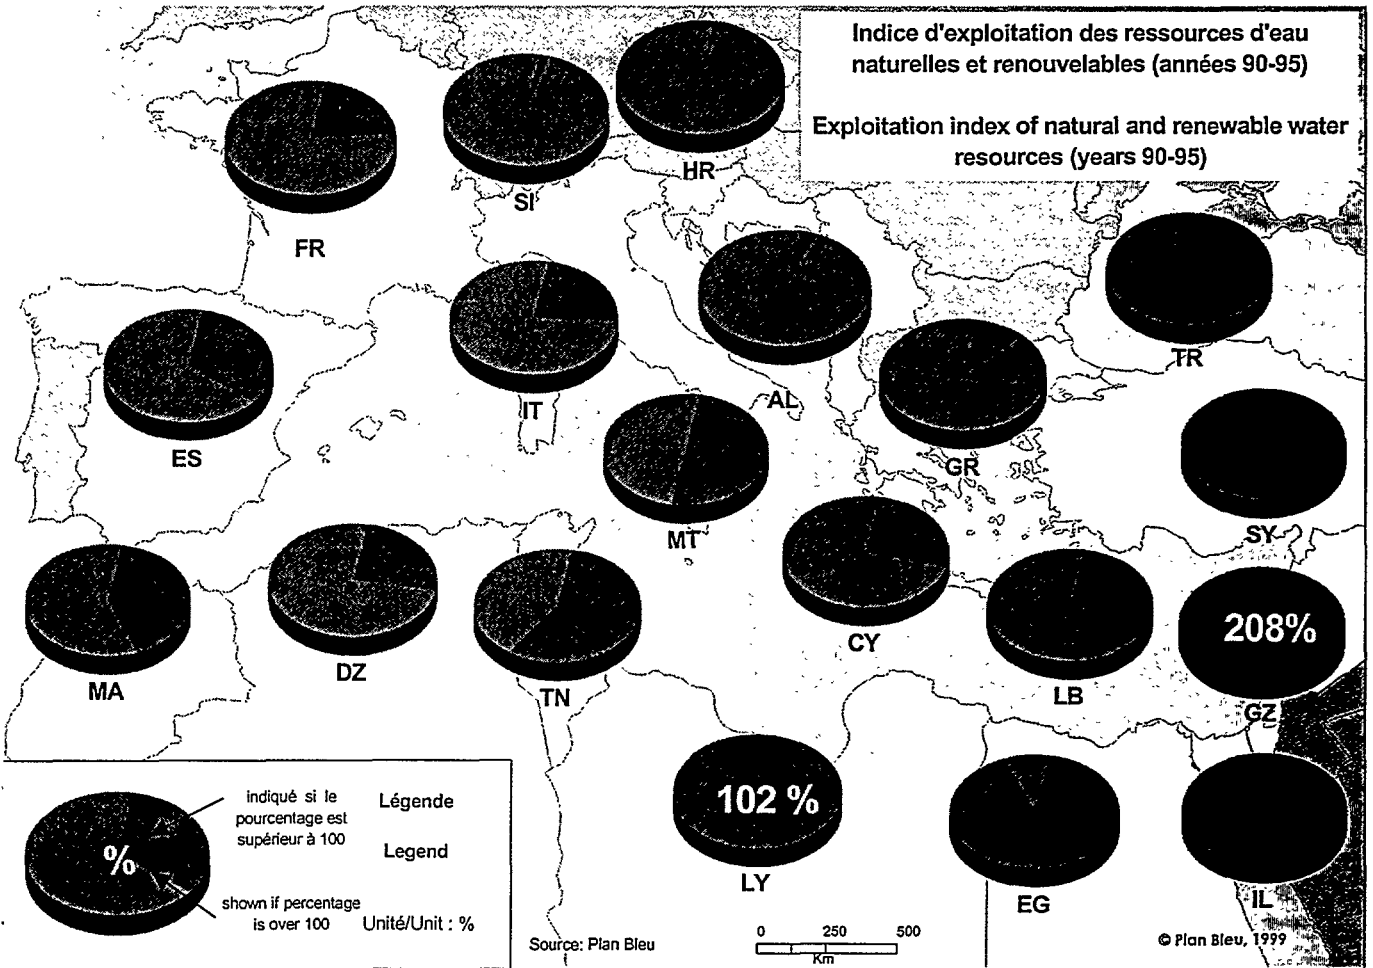 Indice d'exploitation des ressources d'eau
naturelles et renouvelables (années 90-95)
Exploitation index of natural and renewable water
resources (years 90-95)
HR
SI
FR
TR
AL
IT
GR
ES
SY
MT
CY
208%
LB
DZ
MA
TN
GZ
102 %
LY
EG
IL
indiqué si le
pourcentage est
supérieur à 100
Légende
Legend
%
shown if percentage
is over 100
Unité/Unit : %
Source: Plan Bleu
0 250 500
Km
© Plan Bleu, 1999